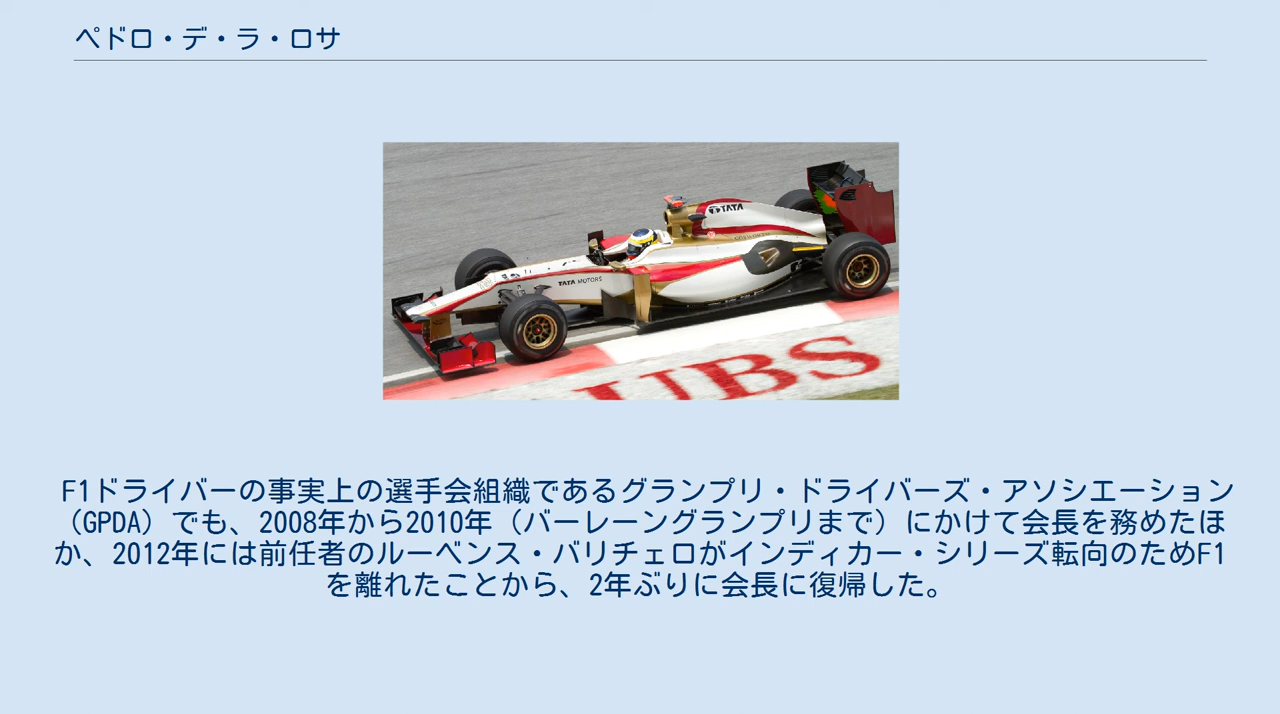 ペドロ・デ・ラ・ロサ
TATA
TATA MOTORS
UBS
F1ドライバーの事実上の選手会組織であるグランプリ・ドライバーズ・アソシエーション
（GPDA）でも、2008年から2010年（バーレーングランプリまで）にかけて会長を務めたほ
か、2012年には前任者のルーベンス・バリチェロがインディカー・シリーズ転向のためF1
を離れたことから、2年ぶりに会長に復帰した。